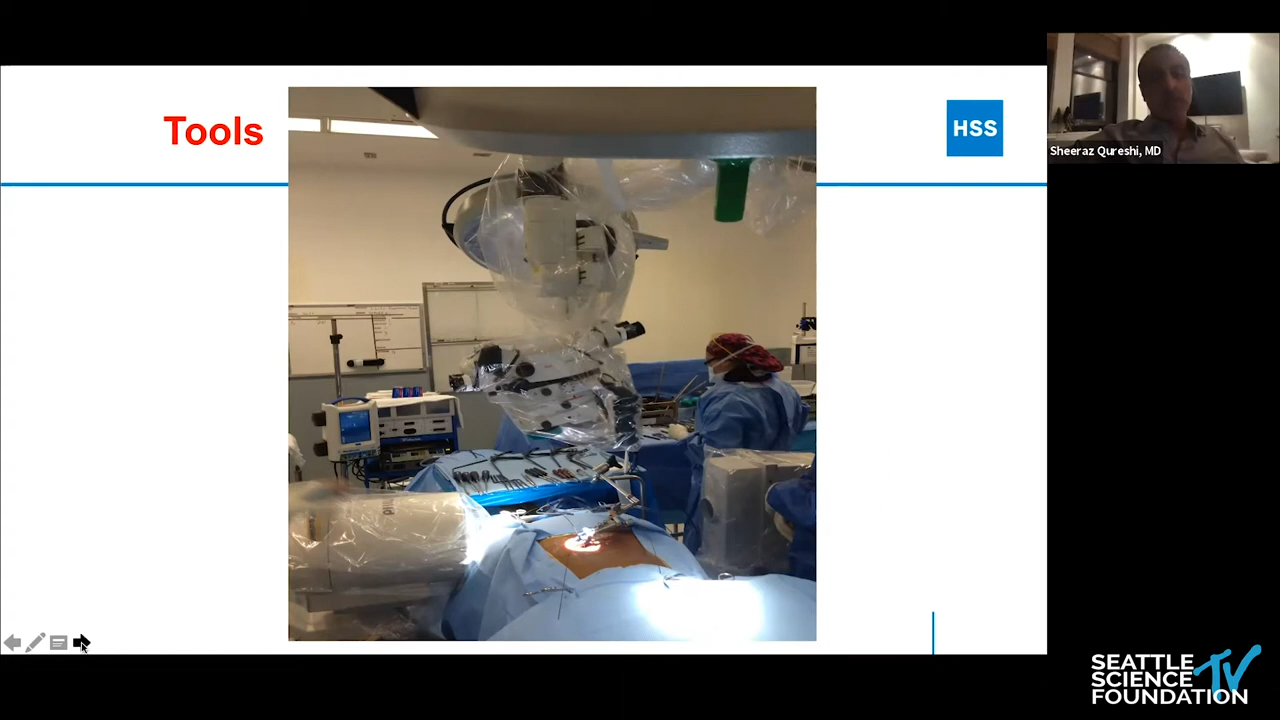 Tools
HSS
Sheeraz Qureshi, MD
SEATTLE
SCIENCE TV
FOUNDATION